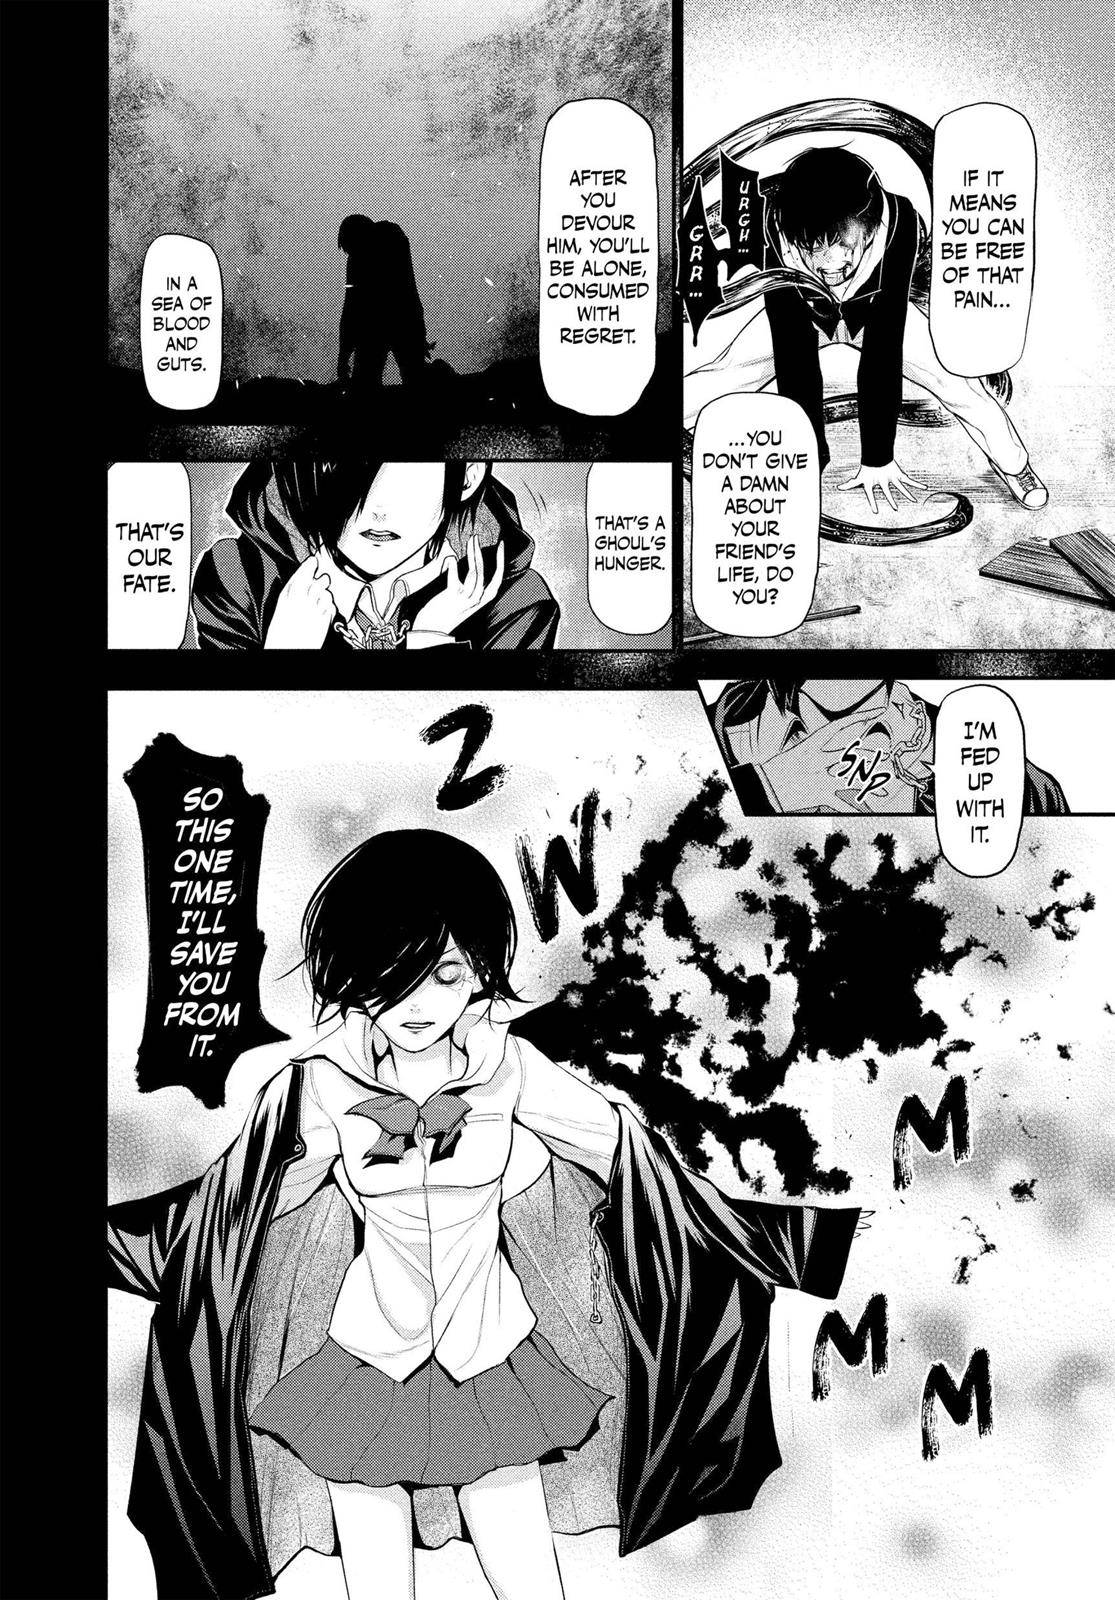 IF IT
MEANS
YOU CAN
BE FREE
OF THAT
PAIN...
URGH...
GRR...
...YOU
DON'T GIVE
A DAMN
ABOUT
YOUR
FRIEND'S
LIFE, DO
YOU?
AFTER
YOU
DEVOUR
HIM, YOU'LL
BE ALONE,
CONSUMED
WITH
REGRET.
IN A
SEA OF
BLOOD
AND
GUTS.
THAT'S A
GHOUL'S
HUNGER.
THAT'S
OUR
FATE.
I'M
FED
UP
WITH
IT.
SNP
ZWMMM
SO
THIS
ONE
TIME,
I'LL
SAVE
YOU
FROM
IT.